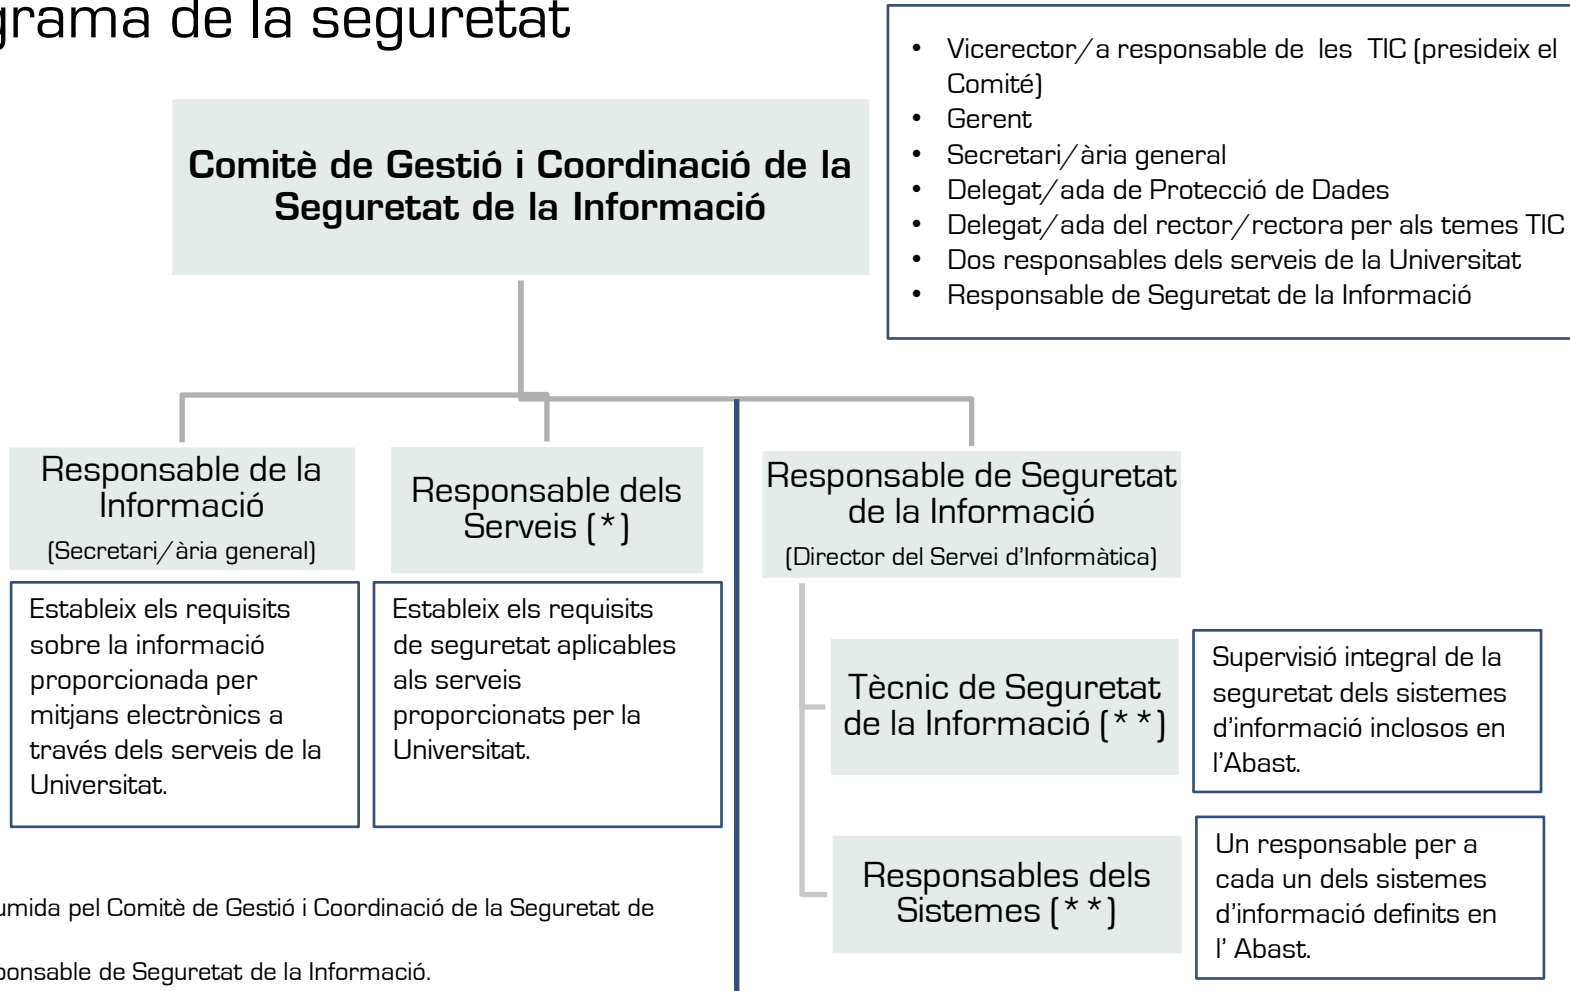 grama de la seguretat
• Vicerector/a responsable de les TIC (presideix el
Comité)
• Gerent
• Secretari/ària general
• Delegat/ada de Protecció de Dades
• Delegat/ada del rector/rectora per als temes TIC
• Dos responsables dels serveis de la Universitat
• Responsable de Seguretat de la Informació
Comitè de Gestió i Coordinació de la
Seguretat de la Informació
Responsable de la
Informació
(Secretari/ària general)
Estableix els requisits
sobre la informació
proporcionada per
mitjans electrònics a
través dels serveis de la
Universitat.
Responsable dels
Serveis (*)
Estableix els requisits
de seguretat aplicables
als serveis
proporcionats per la
Universitat.
Responsable de Seguretat
de la Informació
(Director del Servei d'Informàtica)
Tècnic de Seguretat
de la Informació (**)
Supervisió integral de la
seguretat dels sistemes
d'informació inclosos en
l'Abast.
Responsables dels
Sistemes (**)
Un responsable per a
cada un dels sistemes
d'informació definits en
l' Abast.
umida pel Comitè de Gestió i Coordinació de la Seguretat de
ponsable de Seguretat de la Informació.